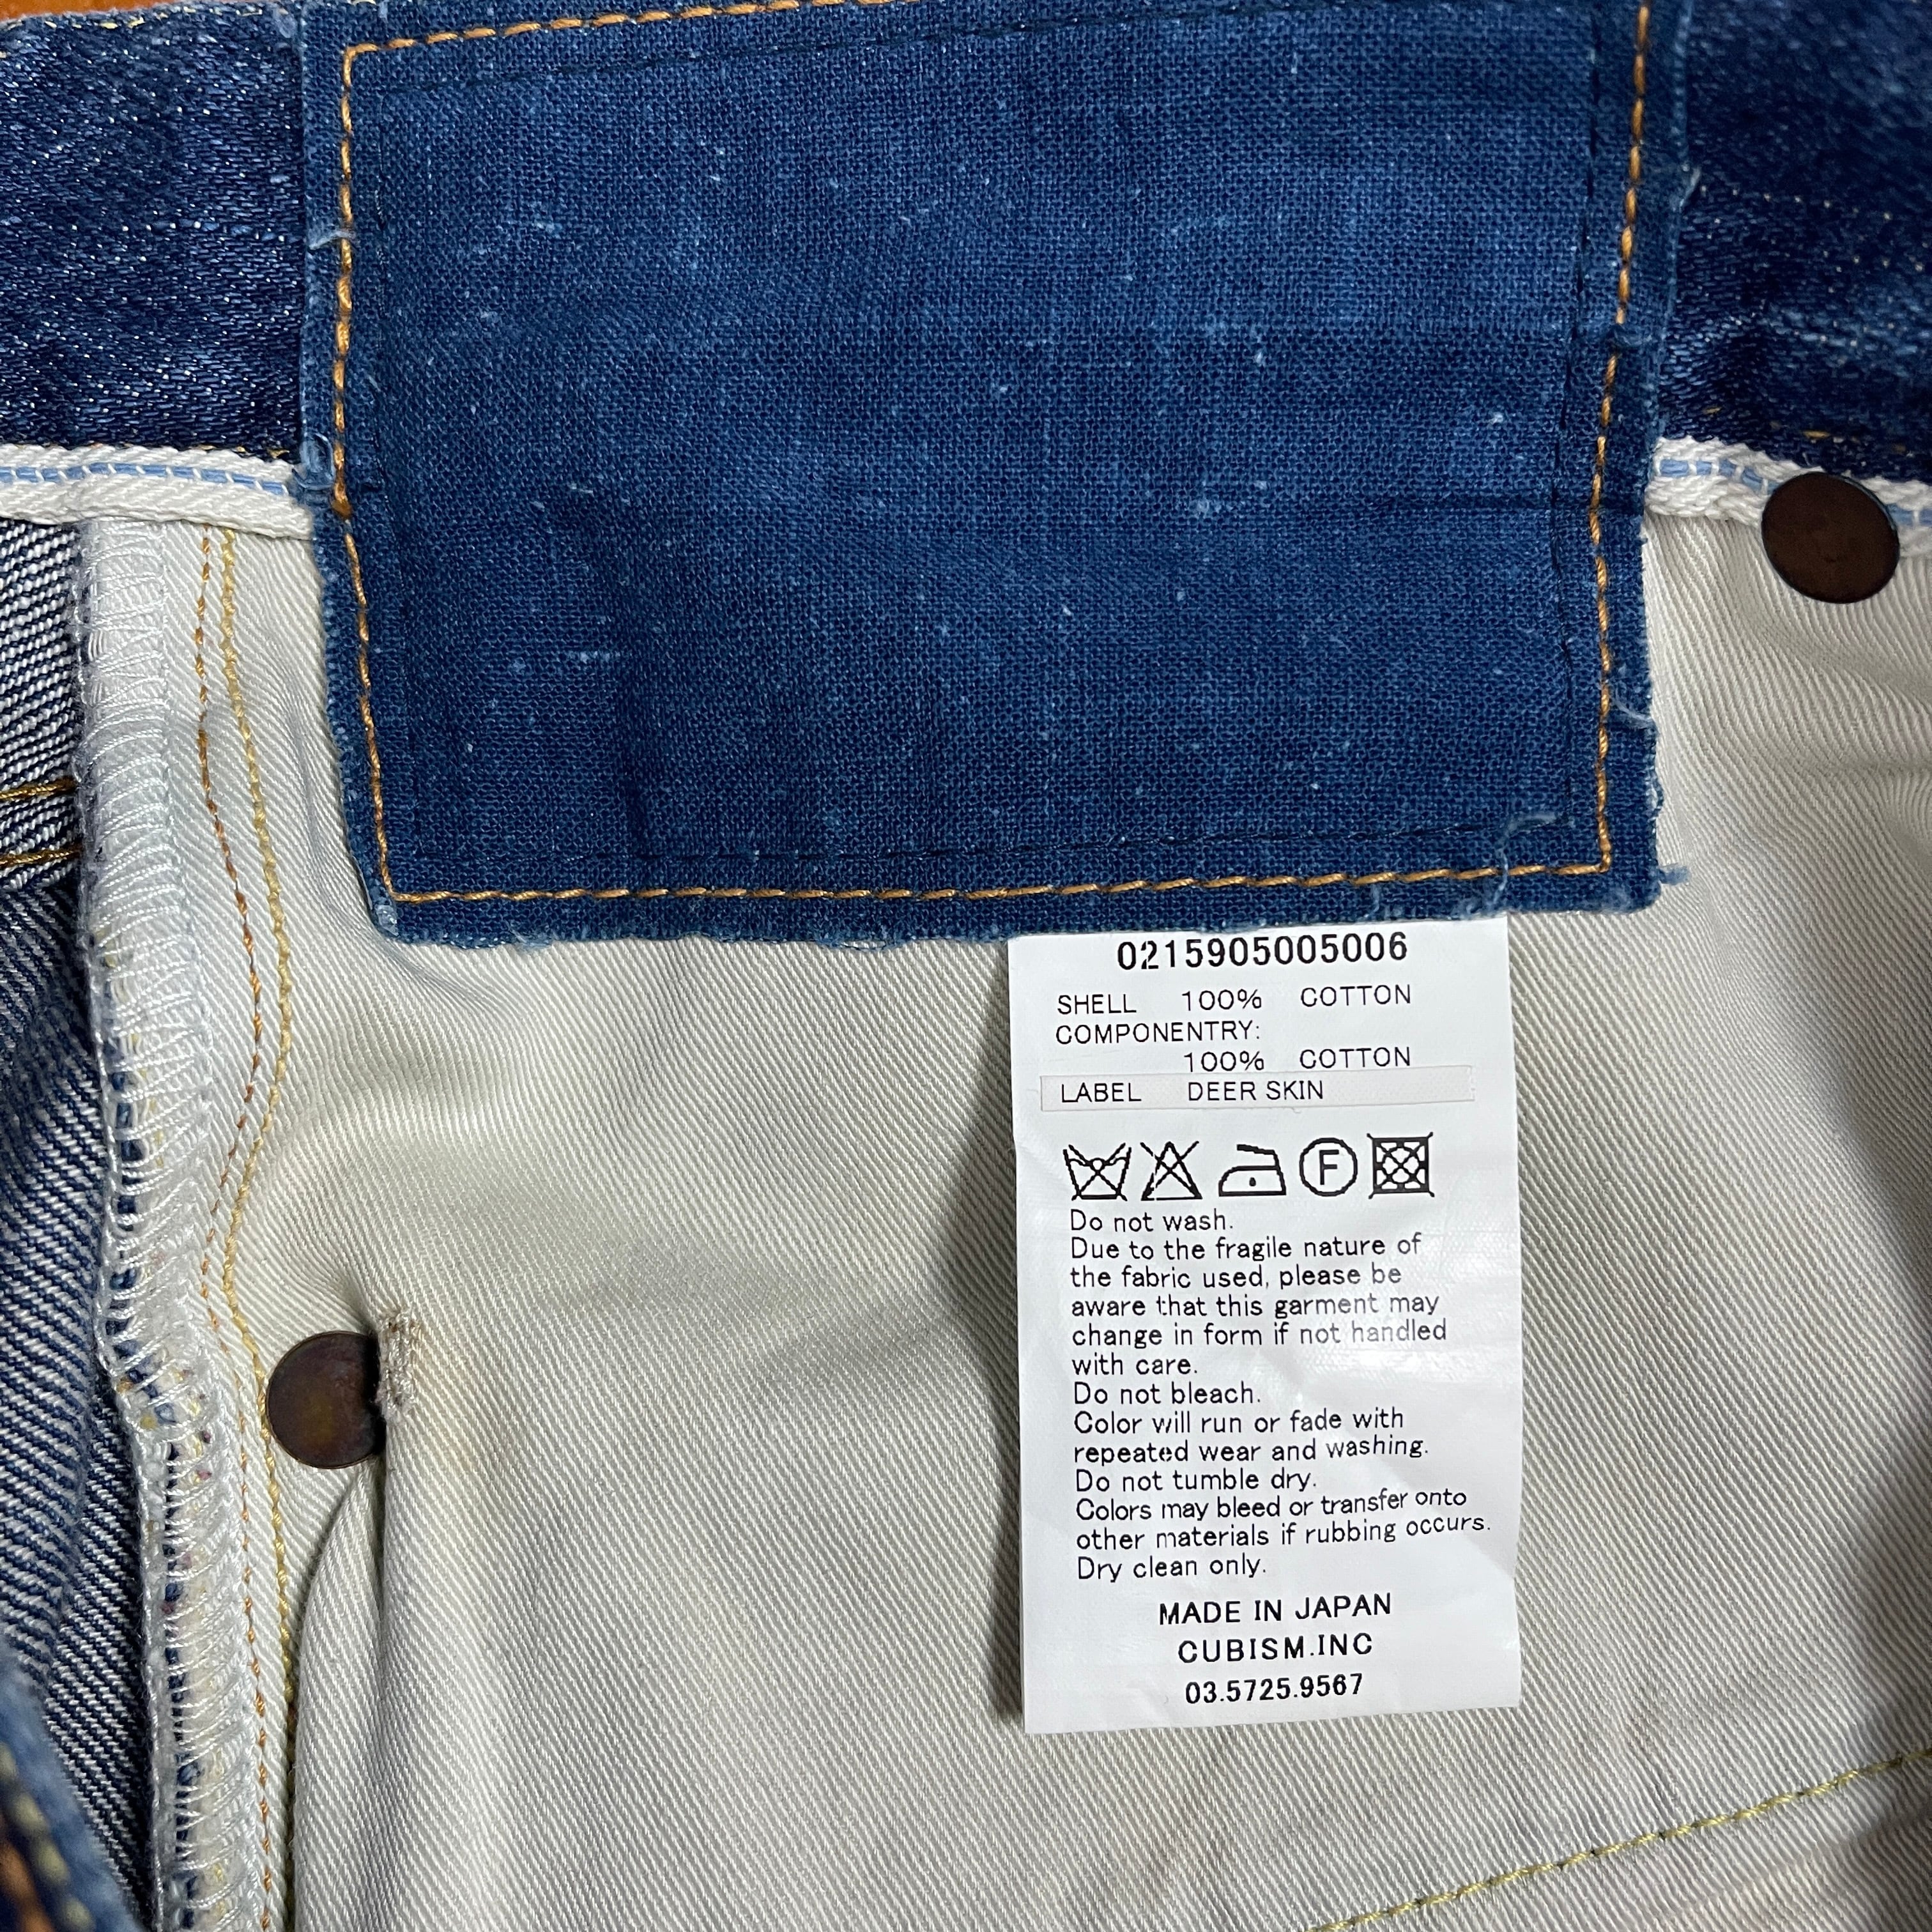 0215905005006
SHELL 100% COTTON
COMPONENTRY:
100% COTTON
LABEL DEER SKIN
F
Do not wash.
Due to the fragile nature of
the fabric used, please be
aware that this garment may
change in form if not handled
with care.
Do not bleach.
Color will run or fade with
repeated wear and washing.
Do not tumble dry.
Colors may bleed or transfer onto
other materials if rubbing occurs.
Dry clean only.
MADE IN JAPAN
CUBISM.INC
03.5725.9567